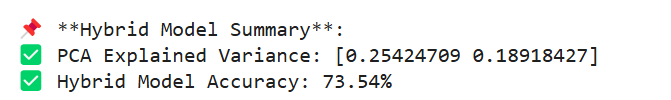 📌 **Hybrid Model Summary**:
✅ PCA Explained Variance: [0.25424709 0.18918427]
✅ Hybrid Model Accuracy: 73.54%